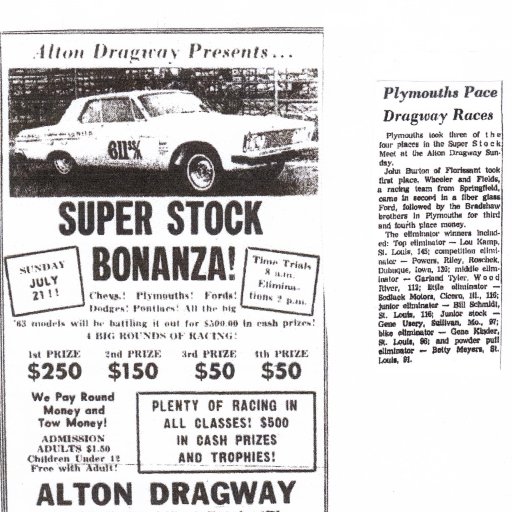 Alton Dragway Presents...
611 S/A
SUPER STOCK
BONANZA!
SUNDAY
JULY
21!!
Time Trials
8 a.m.
Elimina-
tions 2 p.m.
Chevs.! Plymouths! Fords!
Dodges! Pontiacs! All the big
'63 models will be battling it out for $500.00 in cash prizes!
4 BIG ROUNDS OF RACING!
1st PRIZE 2nd PRIZE 3rd PRIZE 4th PRIZE
$250 $150 $50 $50
We Pay Round
Money and
Tow Money!
ADMISSION
ADULTS $1.50
Children Under 12
Free with Adult!
PLENTY OF RACING IN
ALL CLASSES! $500
IN CASH PRIZES
AND TROPHIES!
ALTON DRAGWAY
Plymouths Pace
Dragway Races
Plymouths took three of the
four places in the Super Stock
Meet at the Alton Dragway Sun-
day.
John Burton of Florissant took
first place. Wheeler and Fields,
a racing team from Springfield,
came in second in a fiber glass
Ford, followed by the Bradshaw
brothers in Plymouths for third
and fourth place money.
The eliminator winners includ-
ed: Top eliminator — Lou Kamp,
St. Louis, 145; competition elimi-
nator — Powers, Riley, Roschek,
Dubuque, Iowa, 130; middle elim-
inator — Garland Tyler, Wood
River, 112; little eliminator —
Sodjack Motors, Cicero, Ill., 116;
junior eliminator — Bill Schmidt,
St. Louis, 116; Junior stock —
Gene Usery, Sullivan, Mo., 97;
bike eliminator — Gene Kinder,
St. Louis, 96; and powder puff
eliminator — Betty Meyers, St.
Louis, 91.